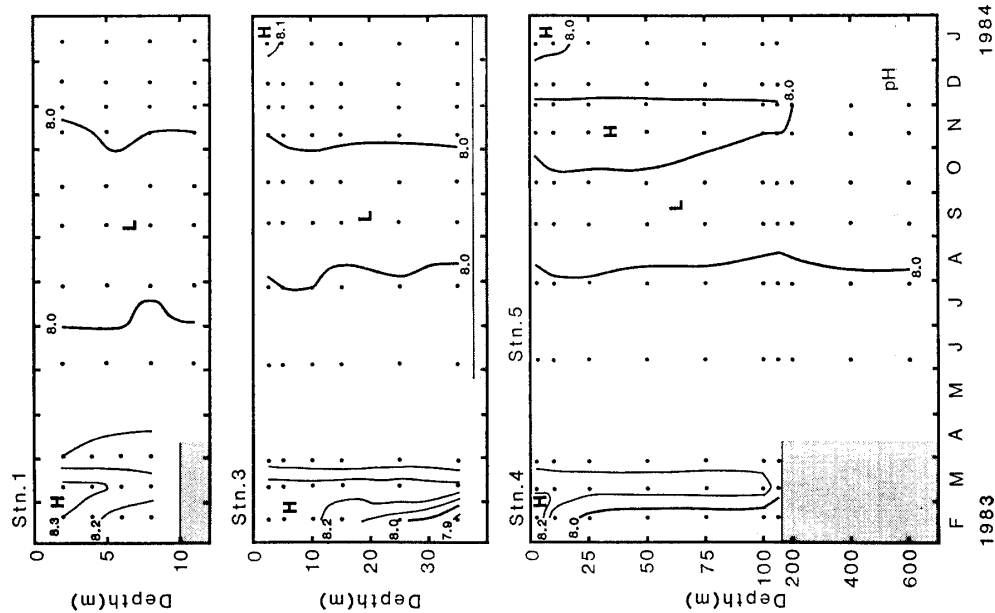 Stn.1
0
5
10
Depth(m)
8.3
H
8.2
8.0
L
8.0
Stn.3
0
10
20
30
Depth(m)
H
8.2
8.0
7.9
8.0
L
8.0
H
8.1
Stn.4
Stn.5
0
25
50
75
100
200
400
600
Depth(m)
H
8.2
8.0
8.0
L
H
8.0
H
8.0
pH
F M A M J J A S O N D J
1983
1984